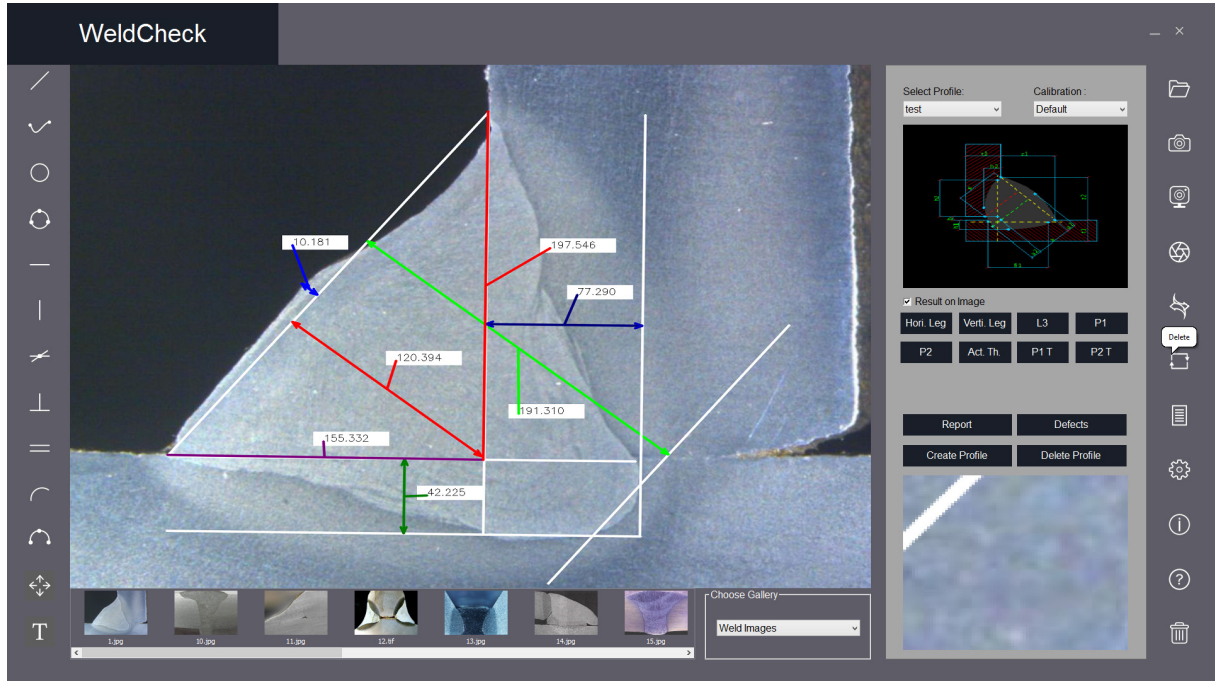 WeldCheck
Select Profile:
Calibration :
test
Default
10.181
197.546
77.290
120.394
191.310
155.332
42.225
Result on Image
Hori. Leg
Verti. Leg
L3
P1
P2
Act. Th.
P1 T
P2 T
Delete
Report
Defects
Create Profile
Delete Profile
T
1.jpg
10.jpg
11.jpg
12.tif
13.jpg
14.jpg
15.jpg
Choose Gallery
Weld Images